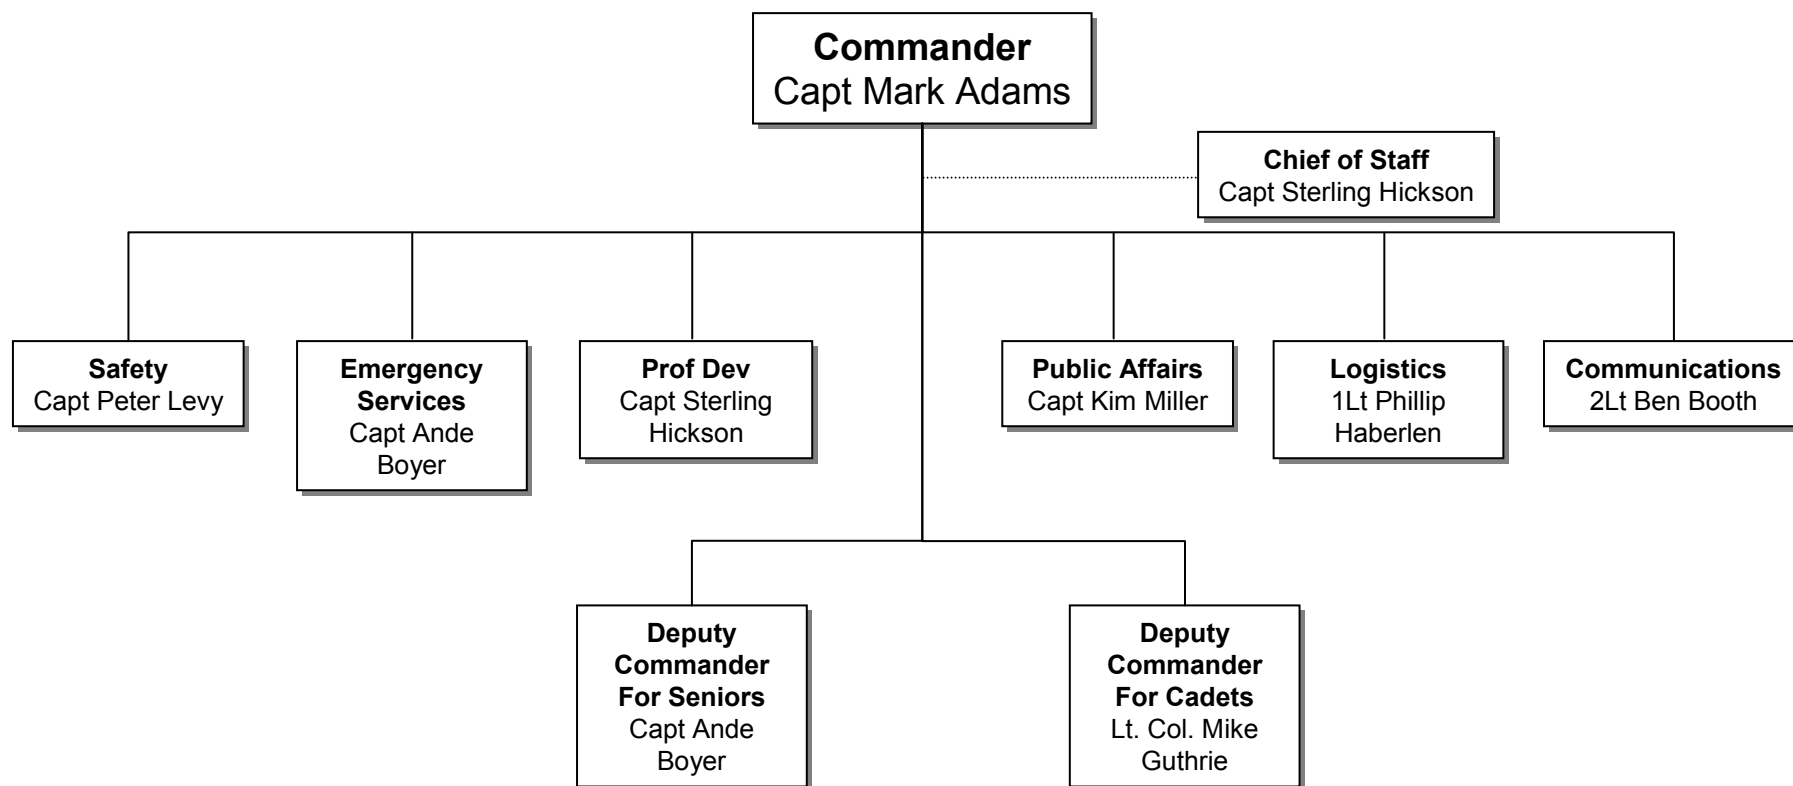 Commander
Capt Mark Adams
Chief of Staff
Capt Sterling Hickson
Safety
Capt Peter Levy
Emergency
Services
Capt Ande
Boyer
Prof Dev
Capt Sterling
Hickson
Public Affairs
Capt Kim Miller
Logistics
1Lt Phillip
Haberlen
Communications
2Lt Ben Booth
Deputy
Commander
For Seniors
Capt Ande
Boyer
Deputy
Commander
For Cadets
Lt. Col. Mike
Guthrie